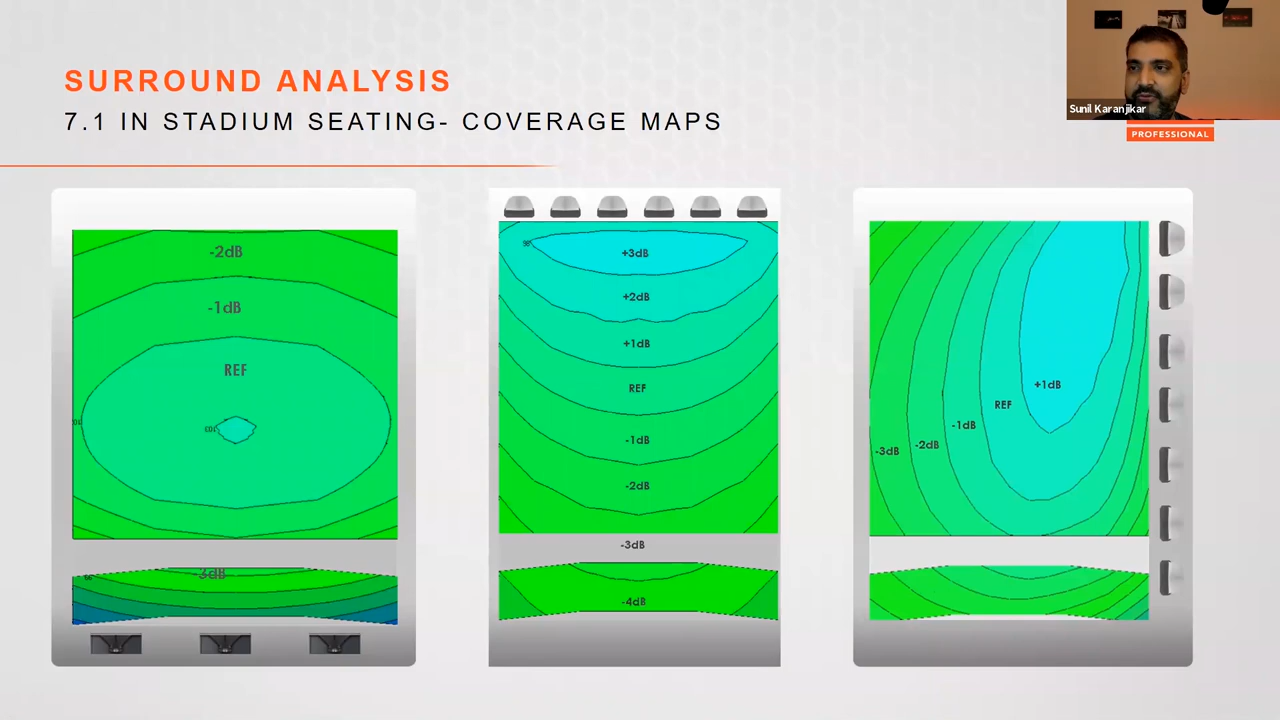 SURROUND ANALYSIS
7.1 IN STADIUM SEATING- COVERAGE MAPS
Sunil Karanjikar
PROFESSIONAL
-2dB
-1dB
REF
-3dB
+3dB
+2dB
+1dB
REF
-1dB
-2dB
-3dB
-4dB
+1dB
REF
-1dB
-2dB
-3dB